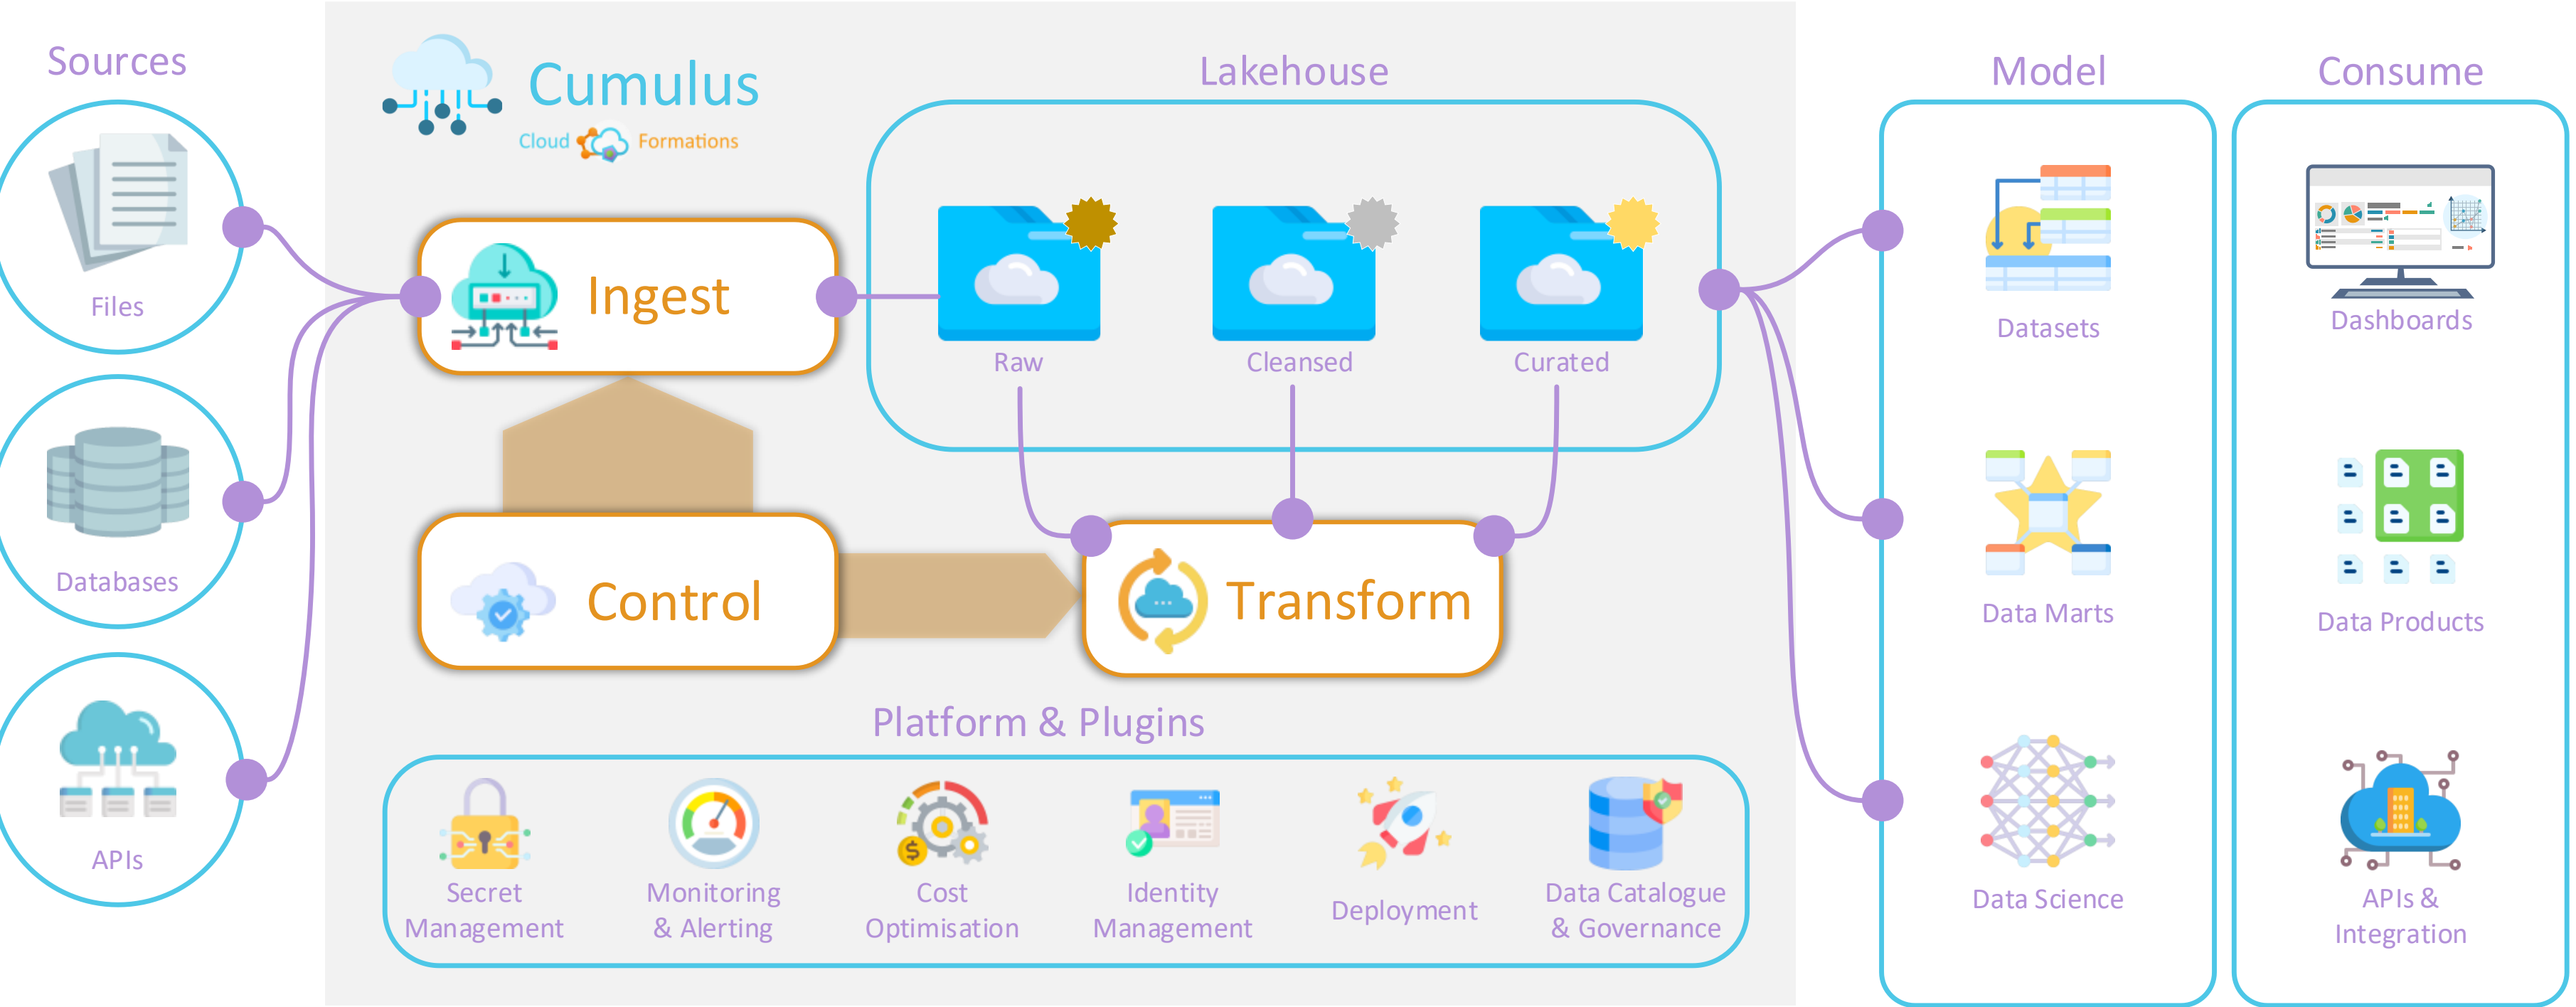 Sources
Files
Databases
APIs
Cumulus
Cloud Formations
Ingest
Control
Transform
Lakehouse
Raw
Cleansed
Curated
Platform & Plugins
Secret
Management
Monitoring
& Alerting
Cost
Optimisation
Identity
Management
Deployment
Data Catalogue
& Governance
Model
Datasets
Data Marts
Data Science
Consume
Dashboards
Data Products
APIs &
Integration